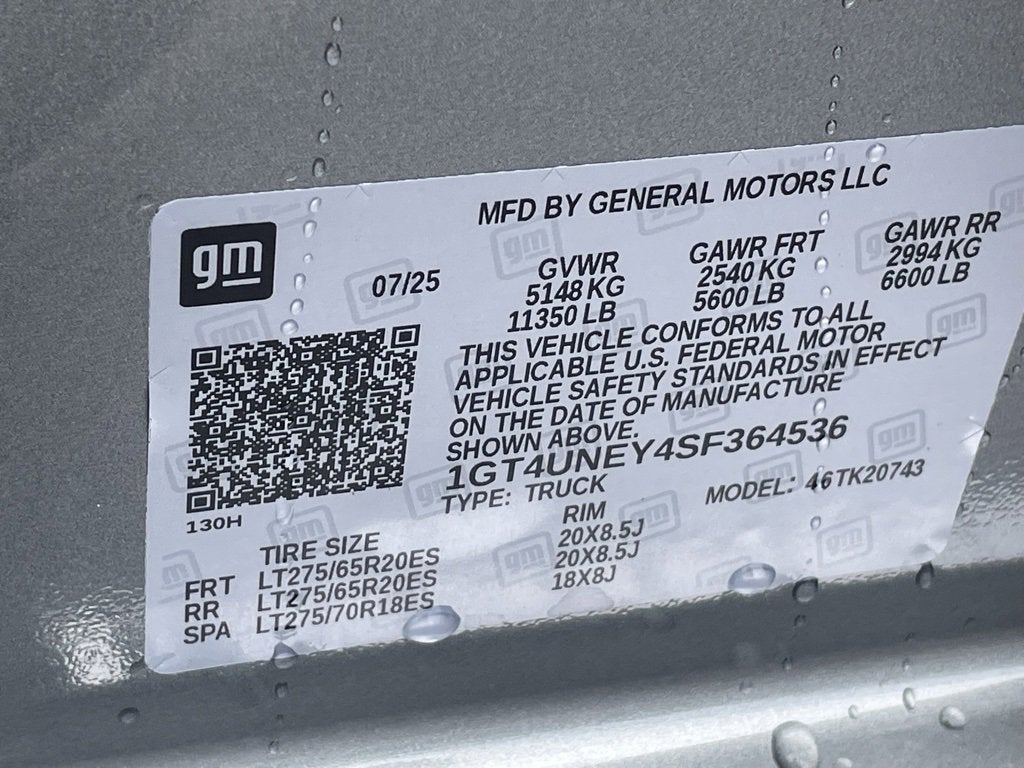 MFD BY GENERAL MOTORS LLC
gm
07/25
GVWR
5148 KG
11350 LB
GAWR FRT
2540 KG
5600 LB
GAWR RR
2994 KG
6600 LB
THIS VEHICLE CONFORMS TO ALL
APPLICABLE U.S. FEDERAL MOTOR
VEHICLE SAFETY STANDARDS IN EFFECT
ON THE DATE OF MANUFACTURE
SHOWN ABOVE.
1GT4UNEY4SF364536
TYPE: TRUCK MODEL: 46TK20743
130H
TIRE SIZE RIM
FRT LT275/65R20ES 20X8.5J
RR LT275/65R20ES 20X8.5J
SPA LT275/70R18ES 18X8J